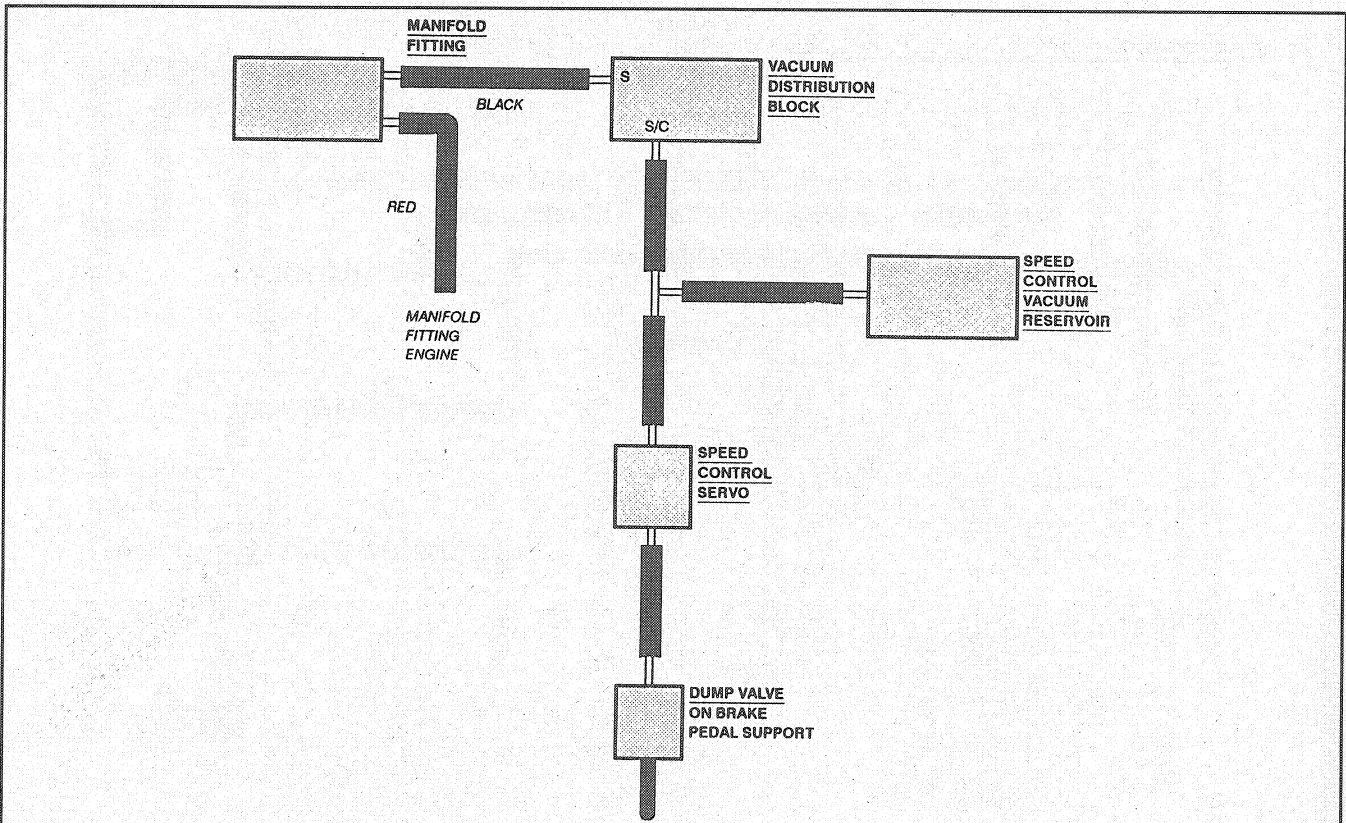 MANIFOLD
FITTING
S
VACUUM
DISTRIBUTION
BLOCK
BLACK
S/C
RED
MANIFOLD
FITTING
ENGINE
SPEED
CONTROL
VACUUM
RESERVOIR
SPEED
CONTROL
SERVO
DUMP VALVE
ON BRAKE
PEDAL SUPPORT